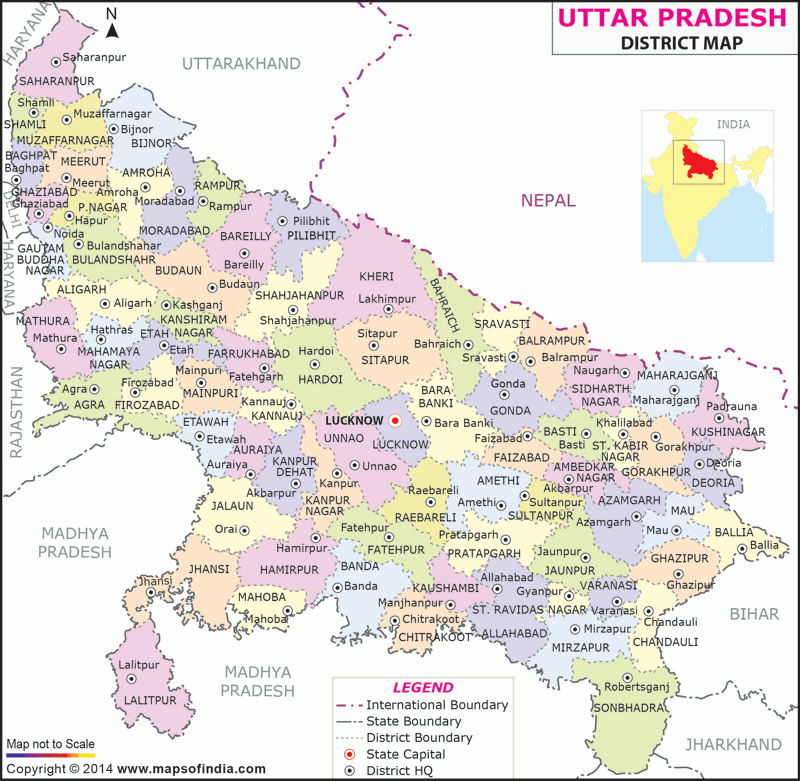 UTTAR PRADESH
DISTRICT MAP
N
HARYANA
UTTARAKHAND
INDIA
NEPAL
Saharanpur
SAHARANPUR
Shamli
SHAMLI
Muzaffarnagar
MUZAFFARNAGAR
Bijnor
BIJNOR
BAGHPAT
Baghpat
MEERUT
Meerut
AMROHA
Amroha
Moradabad
MORADABAD
RAMPUR
Rampur
GHAZIABAD
Ghaziabad
DELHI
P.NAGAR
Hapur
Noida
GAUTAM
BUDDHA
NAGAR
HARYANA
Bulandshahar
BULANDSHAHR
BAREILLY
Bareilly
Pilibhit
PILIBHIT
BUDAUN
Budaun
ALIGARH
Aligarh
Kashganj
KANSHIRAM
NAGAR
SHAHJAHANPUR
Shahjahanpur
KHERI
Lakhimpur
BAHRAICH
Bahraich
SRAVASTI
Sravasti
BALRAMPUR
Balrampur
MATHURA
Mathura
Hathras
MAHAMAYA
NAGAR
ETAH
Etah
FARRUKHABAD
Fatehgarh
Hardoi
HARDOI
Sitapur
SITAPUR
RAJASTHAN
Agra
AGRA
Firozabad
FIROZABAD
Mainpuri
MAINPURI
Kannauj
KANNAUJ
BARA
BANKI
Bara Banki
Gonda
GONDA
Naugarh
SIDHARTH
NAGAR
MAHARAJGANJ
Maharajganj
Padrauna
KUSHINAGAR
ETAWAH
Etawah
LUCKNOW
LUCKNOW
UNNAO
Unnao
Faizabad
FAIZABAD
BASTI
Basti
Khalilabad
ST. KABIR
NAGAR
Gorakhpur
GORAKHPUR
Deoria
DEORIA
AURAIYA
Auraiya
KANPUR
DEHAT
Akbarpur
Kanpur
KANPUR
NAGAR
Raebareli
RAEBARELI
AMETHI
Amethi
Sultanpur
SULTANPUR
AMBEDKAR
NAGAR
Akbarpur
AZAMGARH
Azamgarh
MAU
Mau
BALLIA
Ballia
MADHYA
PRADESH
JALAUN
Orai
Hamirpur
HAMIRPUR
Fatehpur
FATEHPUR
Pratapgarh
PRATAPGARH
Jaunpur
JAUNPUR
GHAZIPUR
Ghazipur
BIHAR
JHANSI
Jhansi
MAHOBA
Mahoba
BANDA
Banda
KAUSHAMBI
Manjhanpur
Chitrakoot
CHITRAKOOT
Allahabad
ALLAHABAD
Gyanpur
ST. RAVIDAS NAGAR
VARANASI
Varanasi
Mirzapur
MIRZAPUR
Chandauli
CHANDAULI
Lalitpur
LALITPUR
MADHYA
PRADESH
Robertsganj
SONBHADRA
JHARKHAND
LEGEND
International Boundary
State Boundary
District Boundary
State Capital
District HQ
Map not to Scale
Copyright © 2014 www.mapsofindia.com